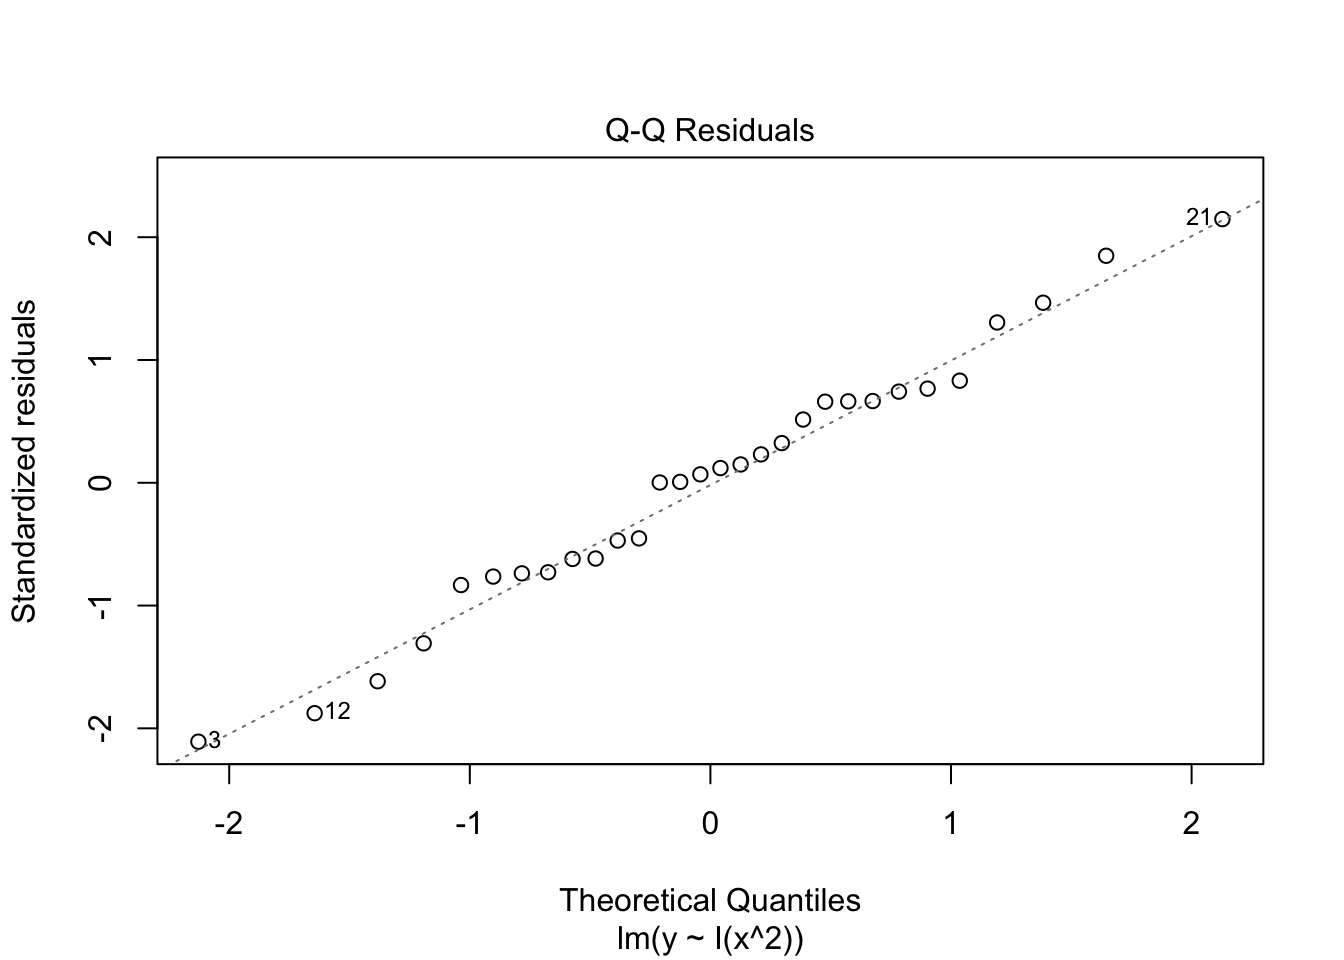 Q-Q Residuals
Standardized residuals
2
1
0
-1
-2
21
12
3
-2 -1 0 1 2
Theoretical Quantiles
lm(y ~ I(x^2))